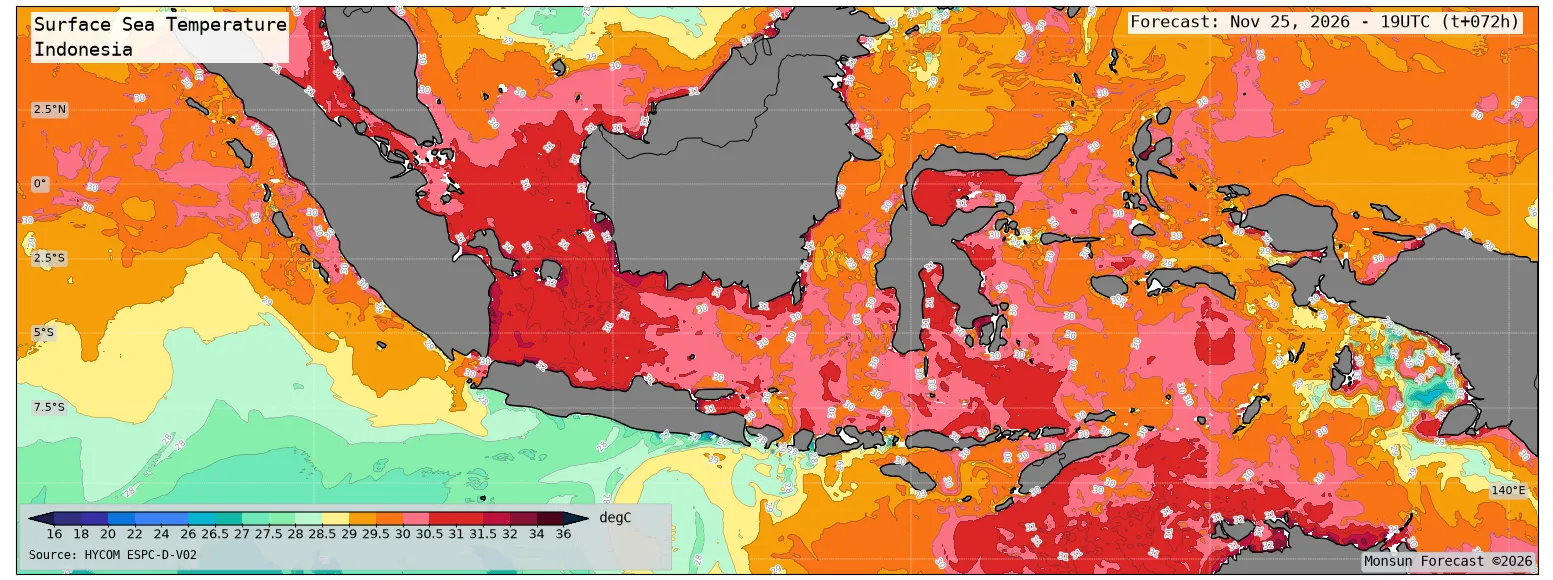 Surface Sea Temperature
Indonesia
Forecast: Nov 25, 2026 - 19UTC (t+072h)
2.5°N
0°
2.5°S
5°S
7.5°S
140°E
degC
16 18 20 22 24 26 26.5 27 27.5 28 28.5 29 29.5 30 30.5 31 31.5 32 34 36
Source: HYCOM ESPC-D-V02
Monsun Forecast ©2026